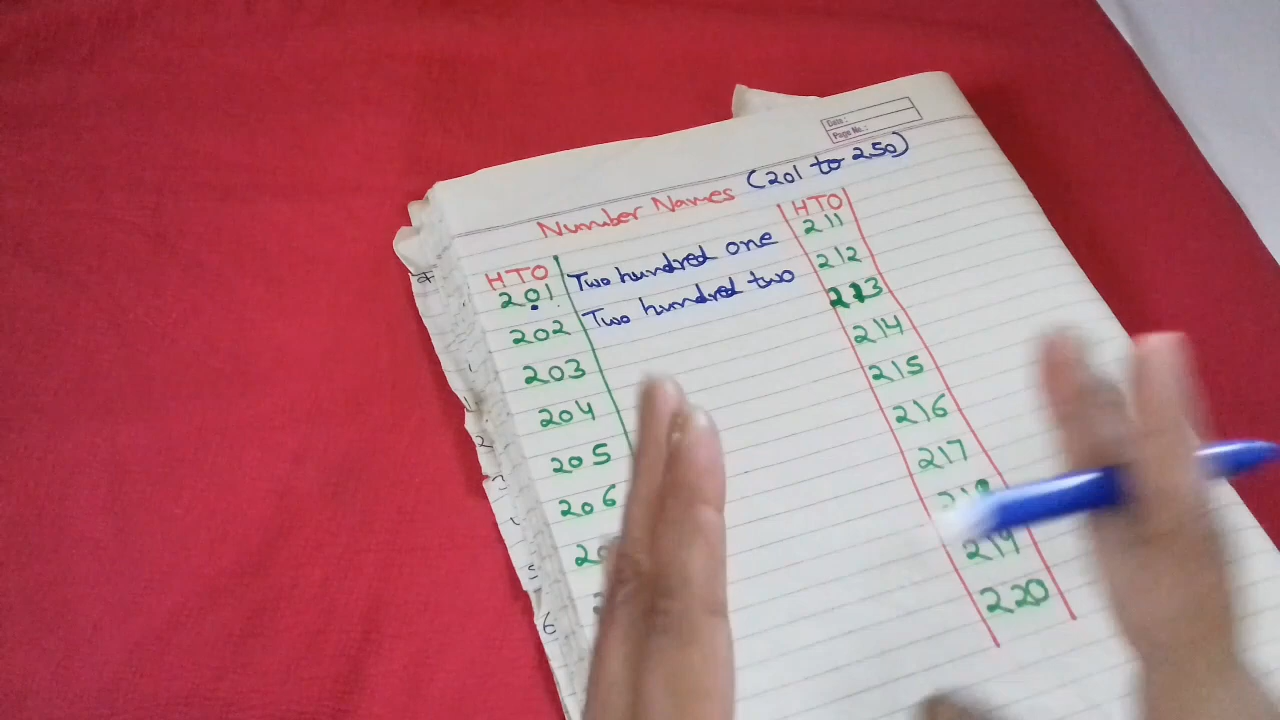 Date :
Page No.:
Number Names (201 to 250)
HTO
201 Two hundred one
202 Two hundred two
203
204
205
206
HTO
211
212
213
214
215
216
217
219
220